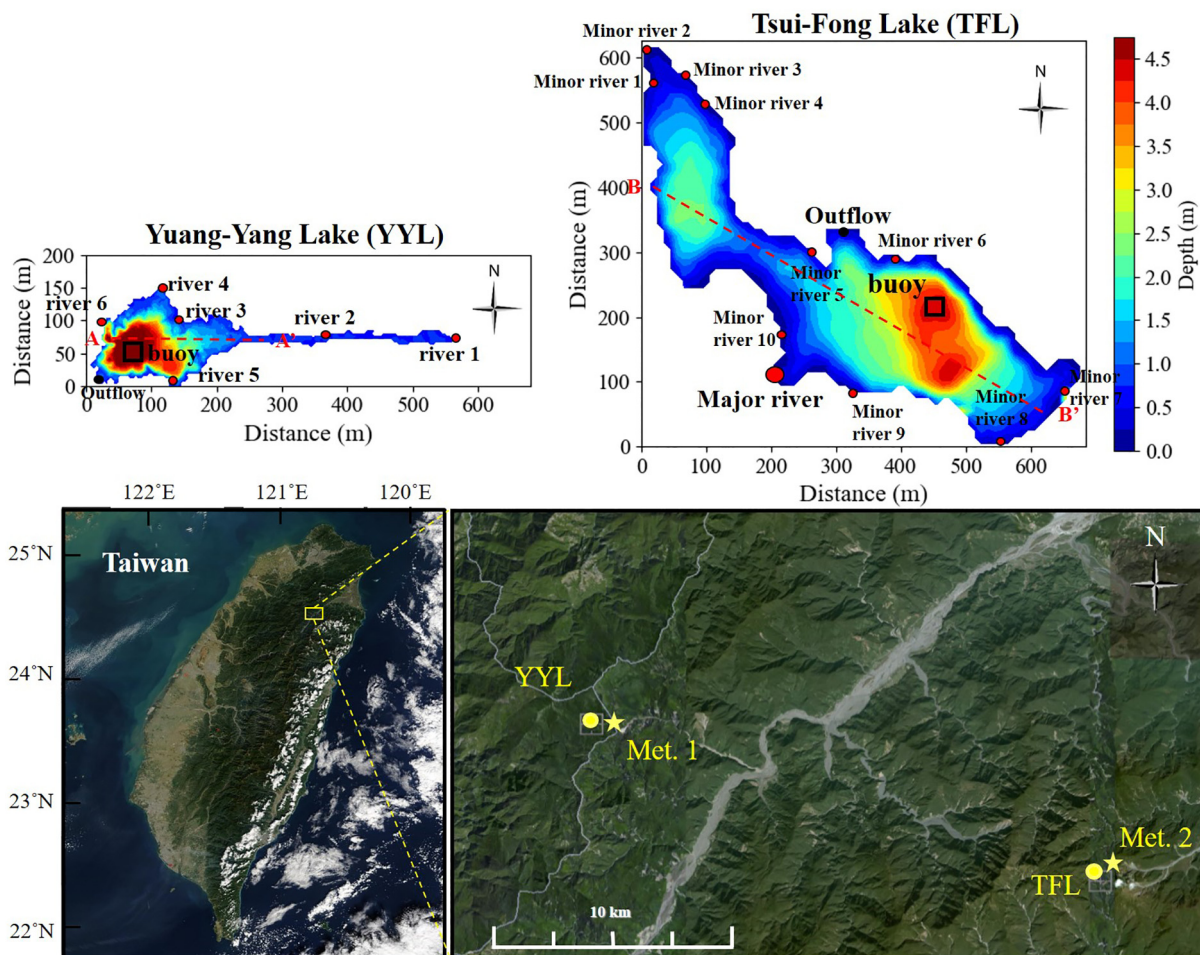 Yuang-Yang Lake (YYL)
200
150
100
50
0
Distance (m)
river 4
river 6
river 3
A
A'
buoy
river 2
river 1
river 5
Outflow
N
0
100
200
300
400
500
600
Distance (m)
Tsui-Fong Lake (TFL)
600
500
400
300
200
100
0
Distance (m)
Minor river 2
Minor river 1
Minor river 3
Minor river 4
N
B
Outflow
Minor river 6
Minor
river 5
buoy
Minor
river 10
Major river
Minor
river 9
Minor
river 8
Minor
river 7
B'
0
100
200
300
400
500
600
Distance (m)
4.5
4.0
3.5
3.0
2.5
2.0
1.5
1.0
0.5
0.0
Depth (m)
122°E
121°E
120°E
25°N
24°N
23°N
22°N
Taiwan
N
YYL
Met. 1
Met. 2
TFL
10 km